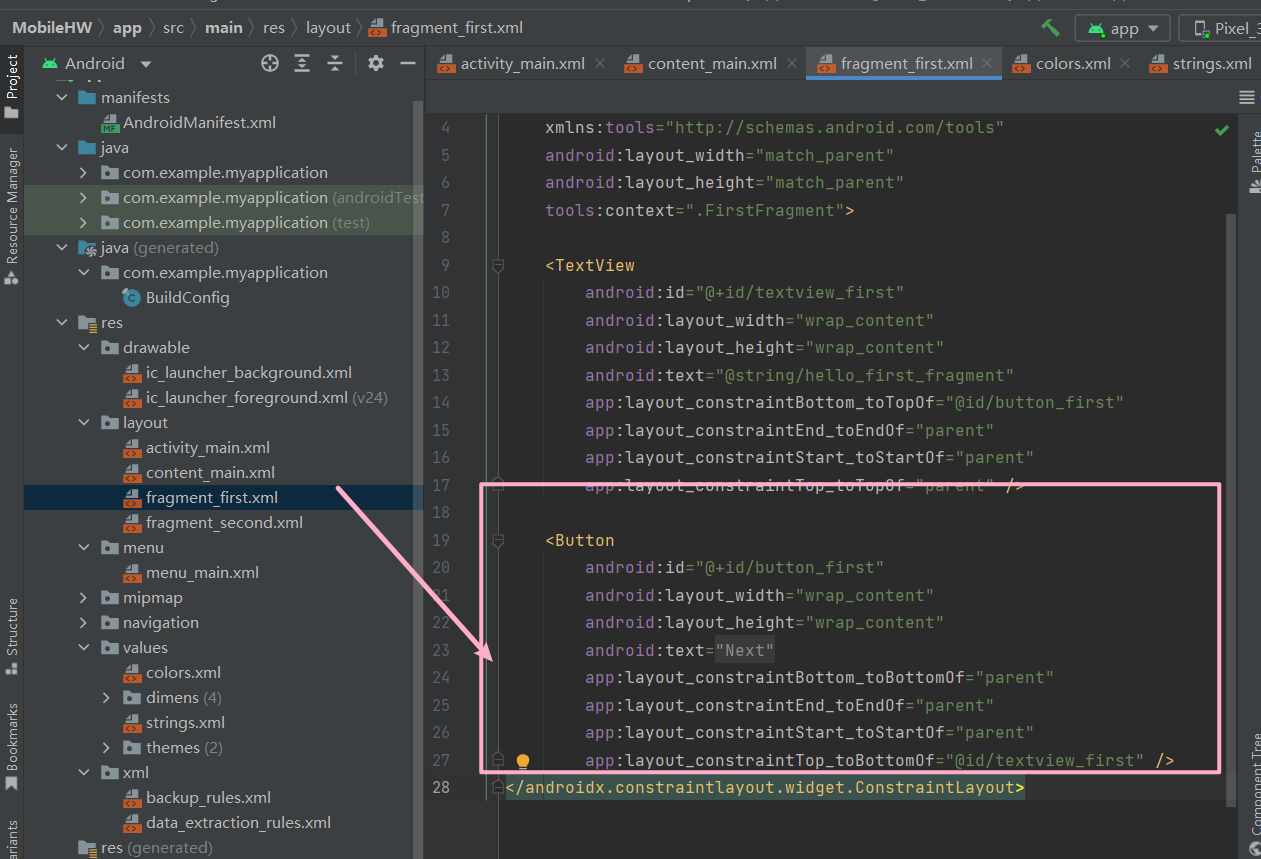 MobileHW
app
src
main
res
layout
fragment_first.xml
app
Pixel_3
Android
activity_main.xml
content_main.xml
fragment_first.xml
colors.xml
strings.xml
Project
Resource Manager
Structure
Bookmarks
manifests
AndroidManifest.xml
java
com.example.myapplication
com.example.myapplication (androidTest
com.example.myapplication (test)
java (generated)
com.example.myapplication
BuildConfig
res
drawable
ic_launcher_background.xml
ic_launcher_foreground.xml (v24)
layout
activity_main.xml
content_main.xml
fragment_first.xml
fragment_second.xml
menu
menu_main.xml
mipmap
navigation
values
colors.xml
dimens (4)
strings.xml
themes (2)
xml
backup_rules.xml
data_extraction_rules.xml
res (generated)
4 xmlns:tools="http://schemas.android.com/tools"
5 android:layout_width="match_parent"
6 android:layout_height="match_parent"
7 tools:context=".FirstFragment">
8
9 <TextView
10 android:id="@+id/textview_first"
11 android:layout_width="wrap_content"
12 android:layout_height="wrap_content"
13 android:text="@string/hello_first_fragment"
14 app:layout_constraintBottom_toTopOf="@id/button_first"
15 app:layout_constraintEnd_toEndOf="parent"
16 app:layout_constraintStart_toStartOf="parent"
17 app:layout_constraintTop_toTopOf="parent" />
18
19 <Button
20 android:id="@+id/button_first"
21 android:layout_width="wrap_content"
22 android:layout_height="wrap_content"
23 android:text="Next"
24 app:layout_constraintBottom_toBottomOf="parent"
25 app:layout_constraintEnd_toEndOf="parent"
26 app:layout_constraintStart_toStartOf="parent"
27 app:layout_constraintTop_toBottomOf="@id/textview_first" />
28 </androidx.constraintlayout.widget.ConstraintLayout>
Palette
Component Tree